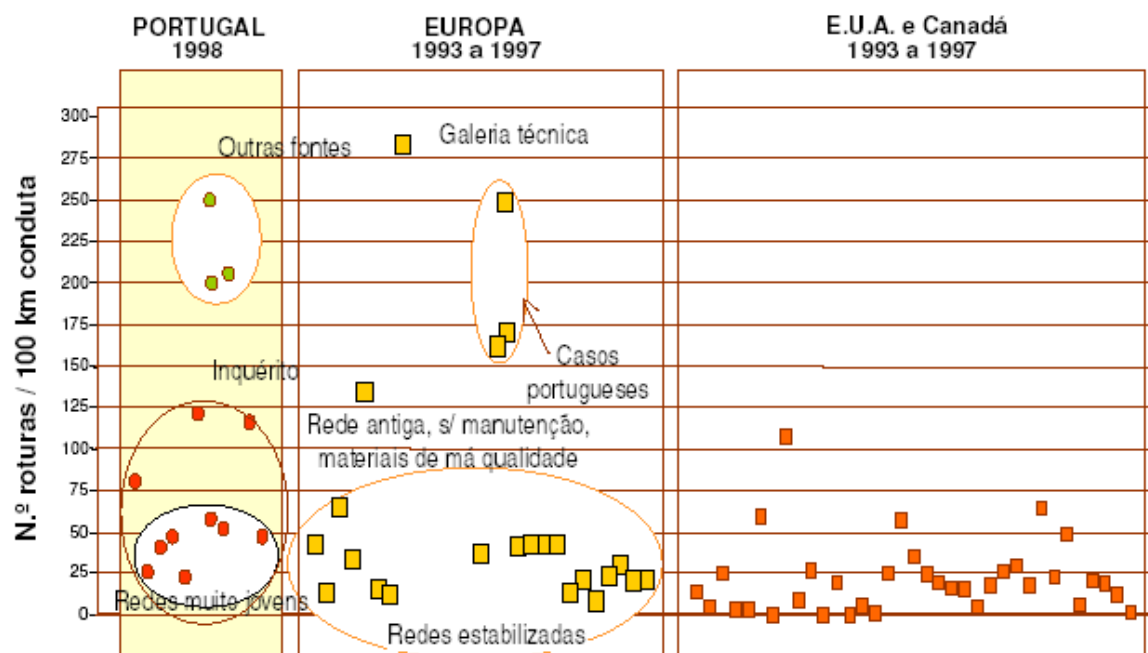 PORTUGAL
1998
EUROPA
1993 a 1997
E.U.A. e Canadá
1993 a 1997
N.º roturas / 100 km conduta
300
275
250
225
200
175
150
125
100
75
50
25
0
Outras fontes
Inquérito
Redes muito jovens
Galeria técnica
Casos
portugueses
Rede antiga, s/ manutenção,
materiais de má qualidade
Redes estabilizadas